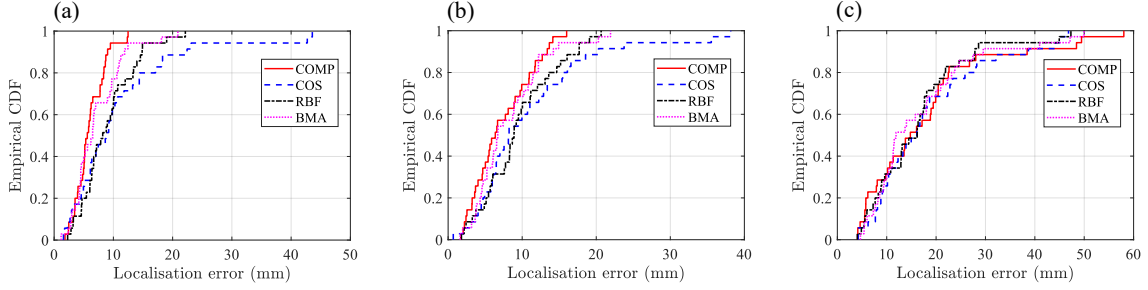 (a)
1
0.8
0.6
0.4
0.2
0
Empirical CDF
COMP
COS
RBF
BMA
0 10 20 30 40 50
Localisation error (mm)
(b)
1
0.8
0.6
0.4
0.2
0
Empirical CDF
COMP
COS
RBF
BMA
0 10 20 30 40
Localisation error (mm)
(c)
1
0.8
0.6
0.4
0.2
0
Empirical CDF
COMP
COS
RBF
BMA
0 10 20 30 40 50 60
Localisation error (mm)